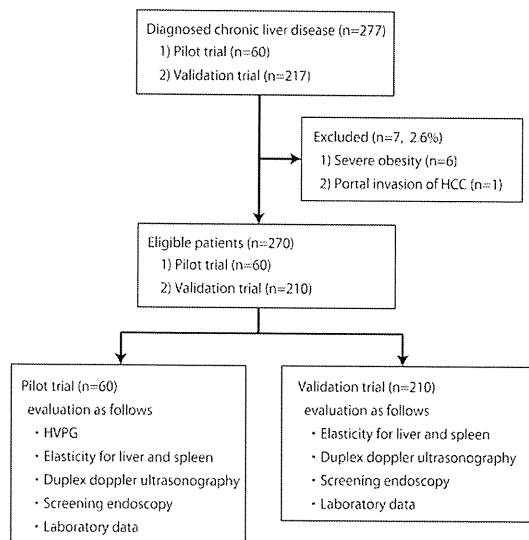 Diagnosed chronic liver disease (n=277)
1) Pilot trial (n=60)
2) Validation trial (n=217)
Excluded (n=7, 2.6%)
1) Severe obesity (n=6)
2) Portal invasion of HCC (n=1)
Eligible patients (n=270)
1) Pilot trial (n=60)
2) Validation trial (n=210)
Pilot trial (n=60)
evaluation as follows
・HVPG
・Elasticity for liver and spleen
・Duplex doppler ultrasonography
・Screening endoscopy
・Laboratory data
Validation trial (n=210)
evaluation as follows
・Elasticity for liver and spleen
・Duplex doppler ultrasonography
・Screening endoscopy
・Laboratory data